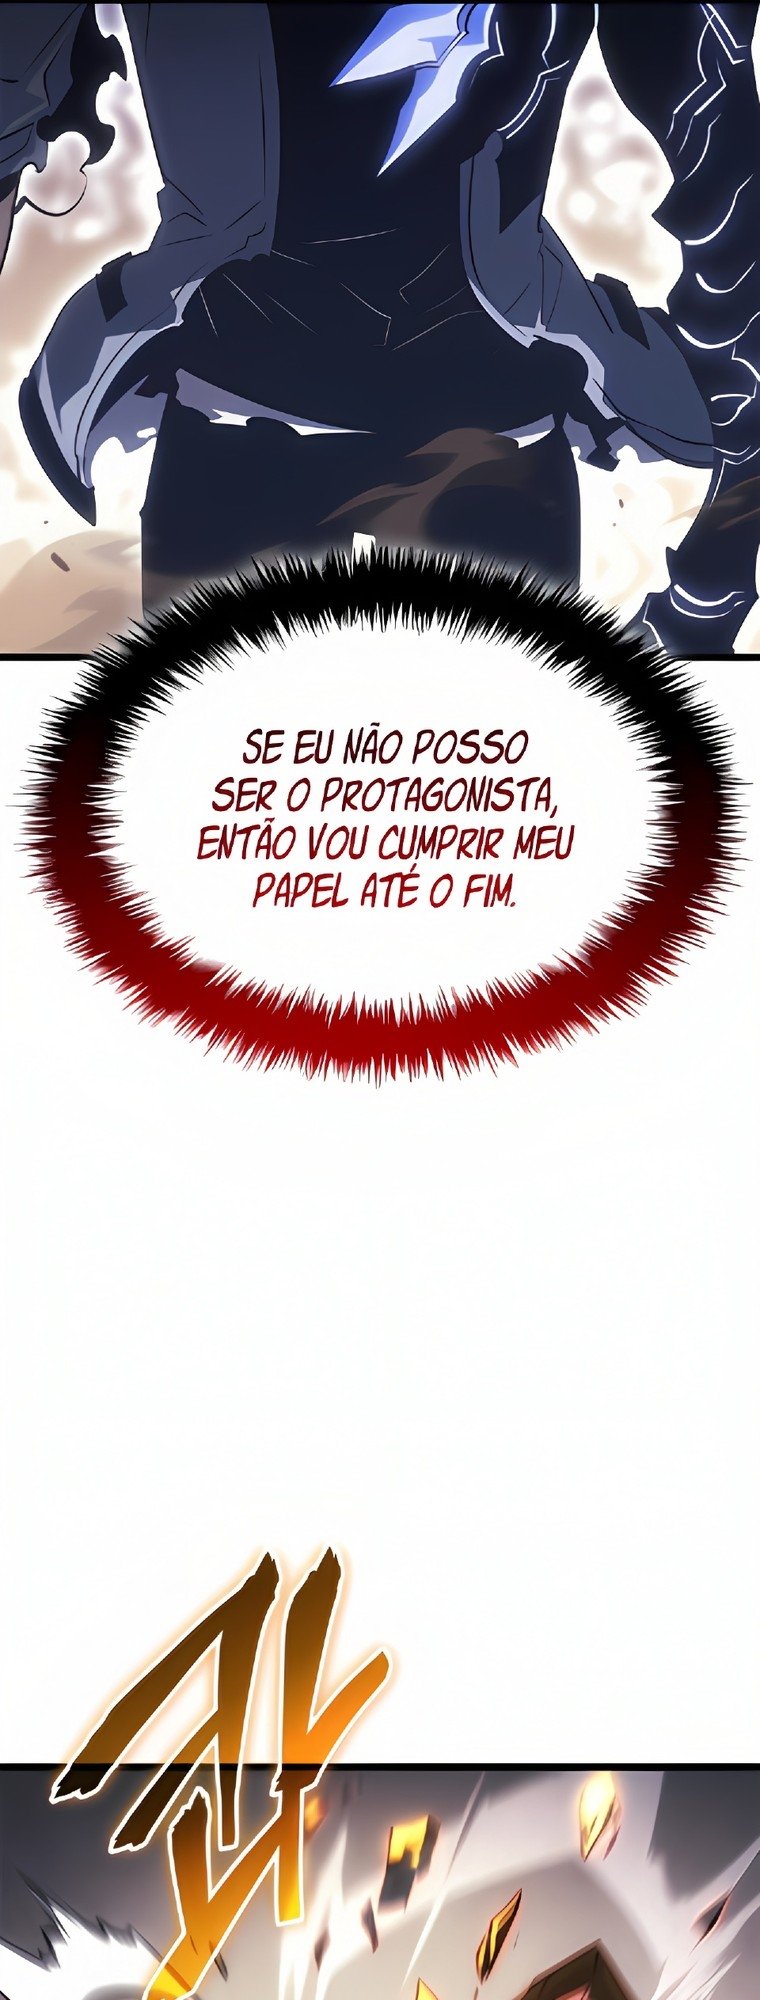 SE EU NÃO POSSO
SER O PROTAGONISTA,
ENTÃO VOU CUMPRIR MEU
PAPEL ATÉ O FIM.